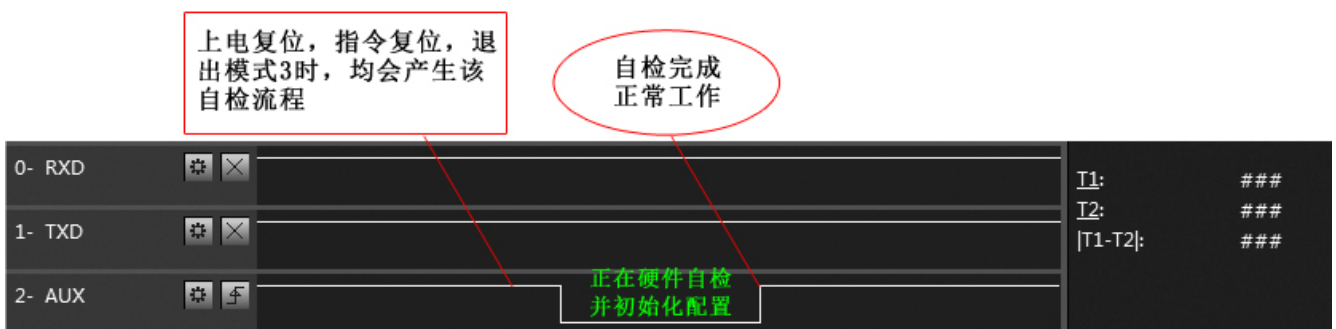 上电复位，指令复位，退
出模式3时，均会产生该
自检流程
自检完成
正常工作
0- RXD
1- TXD
2- AUX
正在硬件自检
并初始化配置
T1: ###
T2: ###
|T1-T2|: ###